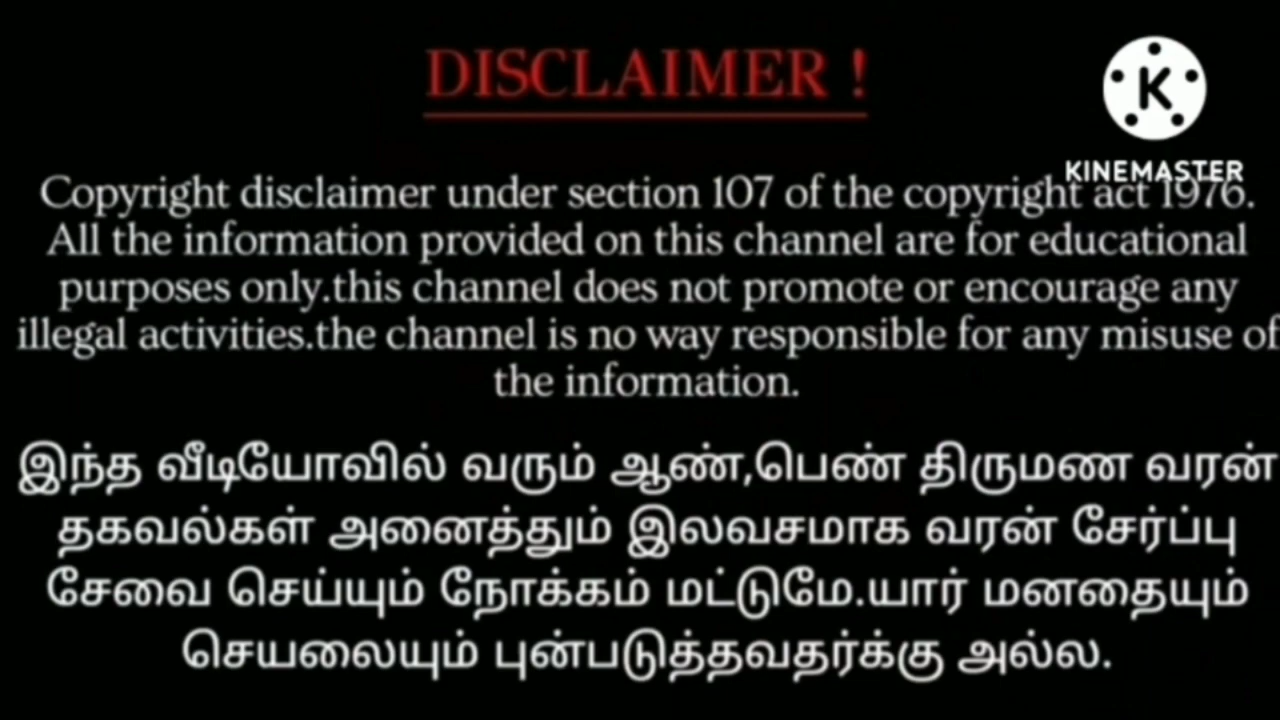 DISCLAIMER !
KINEMASTER
Copyright disclaimer under section 107 of the copyright act 1976.
All the information provided on this channel are for educational
purposes only.this channel does not promote or encourage any
illegal activities.the channel is no way responsible for any misuse of
the information.
இந்த வீடியோவில் வரும் ஆண்,பெண் திருமண வரன்
தகவல்கள் அனைத்தும் இலவசமாக வரன் சேர்ப்பு
சேவை செய்யும் நோக்கம் மட்டுமே.யார் மனதையும்
செயலையும் புன்படுத்தவதர்க்கு அல்ல.